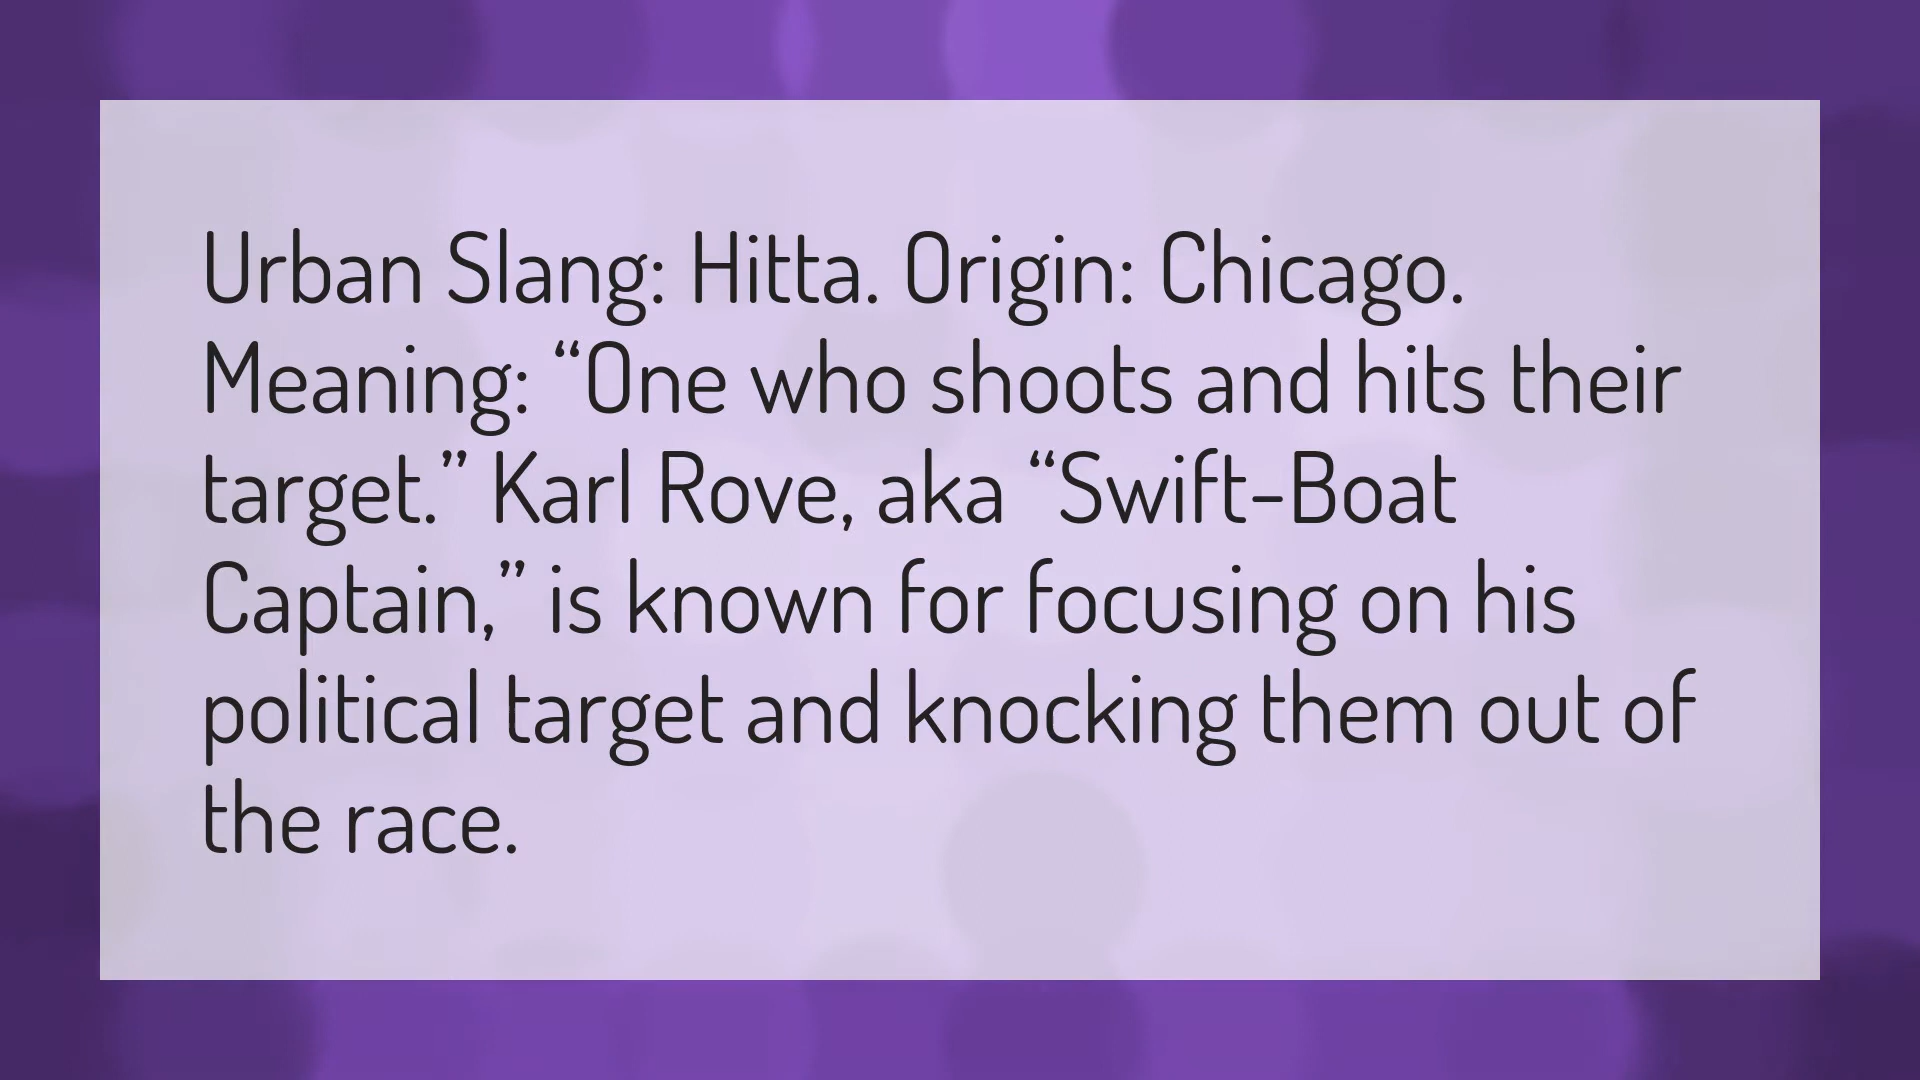 Urban Slang: Hitta. Origin: Chicago.
Meaning: “One who shoots and hits their
target.” Karl Rove, aka “Swift-Boat
Captain,” is known for focusing on his
political target and knocking them out of
the race.